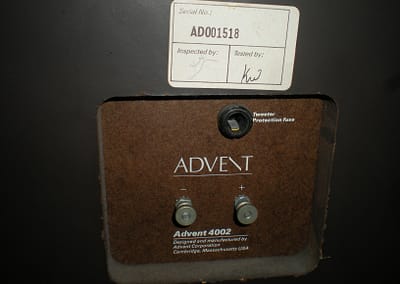 Serial No.:
AD001518
Inspected by: Tested by:
Tweeter
Protection Fuse
ADVENT
– +
Advent 4002
Designed and manufactured by
Advent Corporation
Cambridge, Massachusetts USA